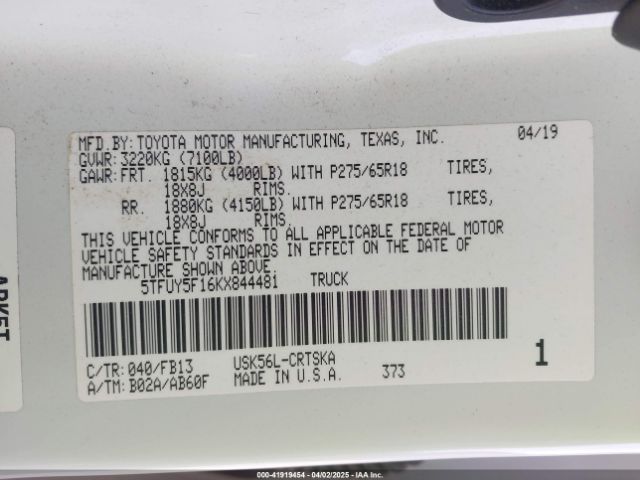 MFD.BY:TOYOTA MOTOR MANUFACTURING, TEXAS, INC. 04/19
GVWR:3220KG (7100LB)
GAWR:FRT. 1815KG (4000LB) WITH P275/65R18 TIRES,
18X8J RIMS.
RR. 1880KG (4150LB) WITH P275/65R18 TIRES,
18X8J RIMS.
THIS VEHICLE CONFORMS TO ALL APPLICABLE FEDERAL MOTOR
VEHICLE SAFETY STANDARDS IN EFFECT ON THE DATE OF
MANUFACTURE SHOWN ABOVE.
5TFUY5F16KX844481 TRUCK
C/TR:040/FB13 USK56L-CRTSKA 1
A/TM:B02A/AB60F MADE IN U.S.A. 373
000-41919454 - 04/02/2025 - IAAI.COM